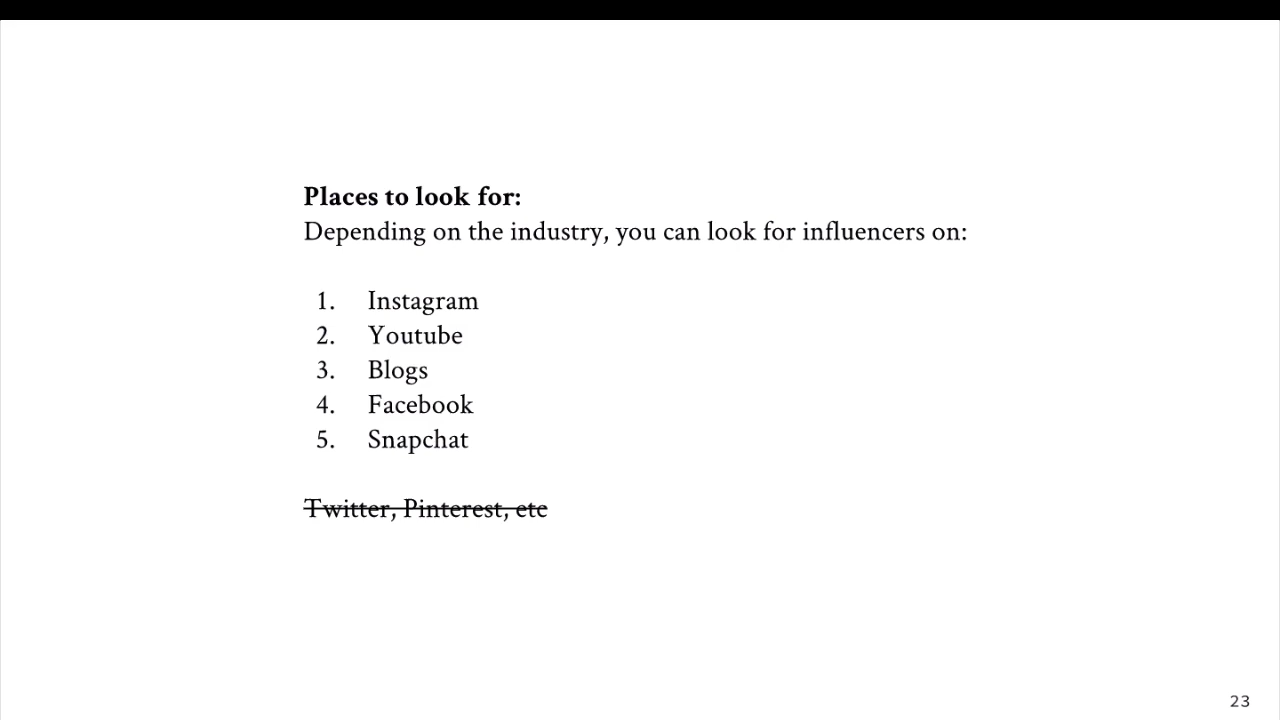 Places to look for:
Depending on the industry, you can look for influencers on:
1. Instagram
2. Youtube
3. Blogs
4. Facebook
5. Snapchat
Twitter, Pinterest, etc
23